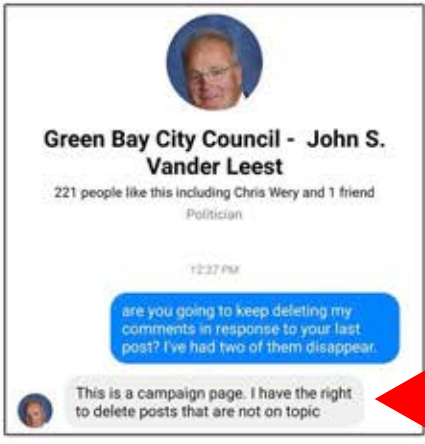 Green Bay City Council - John S.
Vander Leest
221 people like this including Chris Wery and 1 friend
Politician
12:37 PM
are you going to keep deleting my
comments in response to your last
post? I've had two of them disappear.
This is a campaign page. I have the right
to delete posts that are not on topic